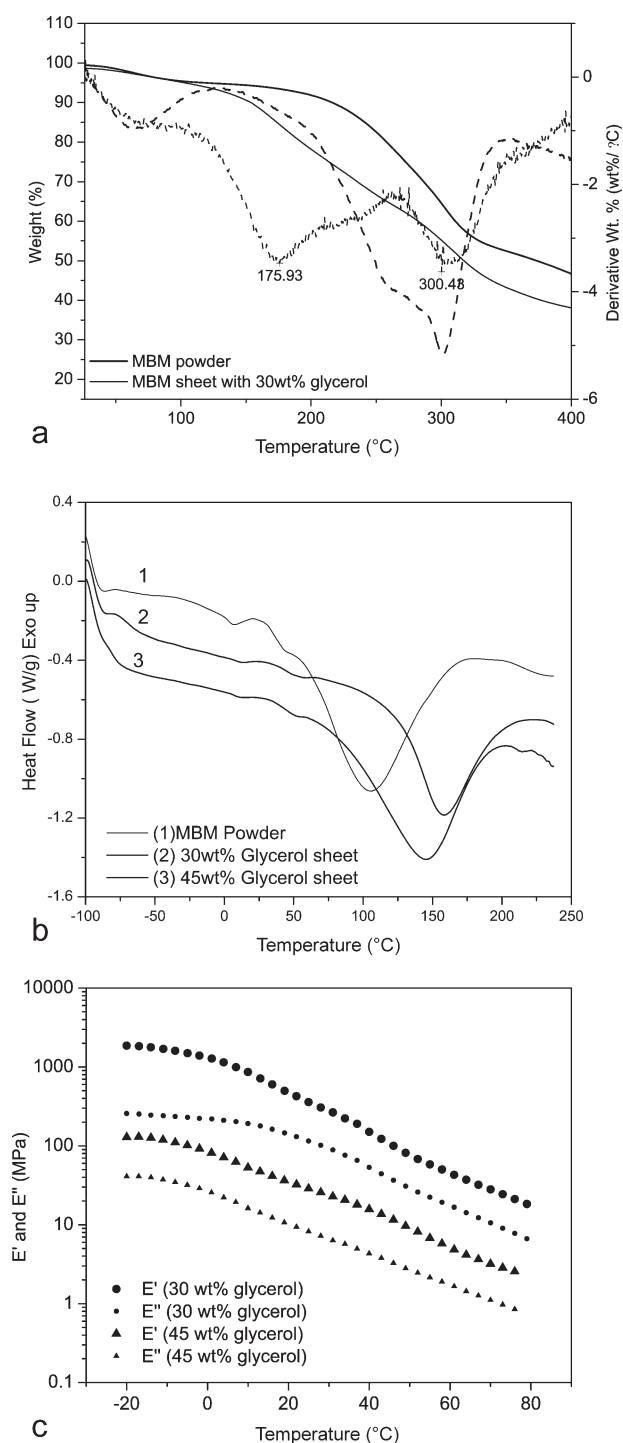 110
100
90
80
70
60
50
40
30
20
Weight (%)
0
-2
-4
-6
Derivative Wt. % (wt%/ ?C)
175.93
300.43
MBM powder
MBM sheet with 30wt% glycerol
100
200
300
400
Temperature (°C)
a
0.4
0.0
-0.4
-0.8
-1.2
-1.6
Heat Flow ( W/g) Exo up
1
2
3
(1)MBM Powder
(2) 30wt% Glycerol sheet
(3) 45wt% Glycerol sheet
-100
-50
0
50
100
150
200
250
Temperature (°C)
b
10000
1000
100
10
1
0.1
E' and E" (MPa)
E' (30 wt% glycerol)
E" (30 wt% glycerol)
E' (45 wt% glycerol)
E" (45 wt% glycerol)
-20
0
20
40
60
80
Temperature (°C)
c